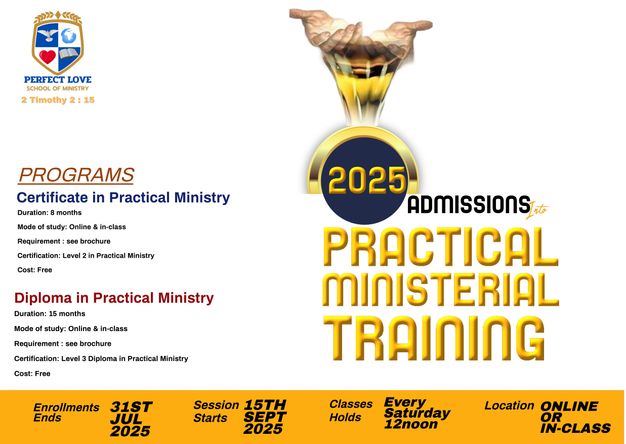 PERFECT LOVE
SCHOOL OF MINISTRY
2 Timothy 2 : 15
2025
ADMISSIONS Into
PRACTICAL
MINISTERIAL
TRAINING
PROGRAMS
Certificate in Practical Ministry
Duration: 8 months
Mode of study: Online & in-class
Requirement : see brochure
Certification: Level 2 in Practical Ministry
Cost: Free
Diploma in Practical Ministry
Duration: 15 months
Mode of study: Online & in-class
Requirement : see brochure
Certification: Level 3 Diploma in Practical Ministry
Cost: Free
Enrollments
Ends
31ST
JUL
2025
Session
Starts
15TH
SEPT
2025
Classes
Holds
Every
Saturday
12noon
Location
ONLINE
OR
IN-CLASS